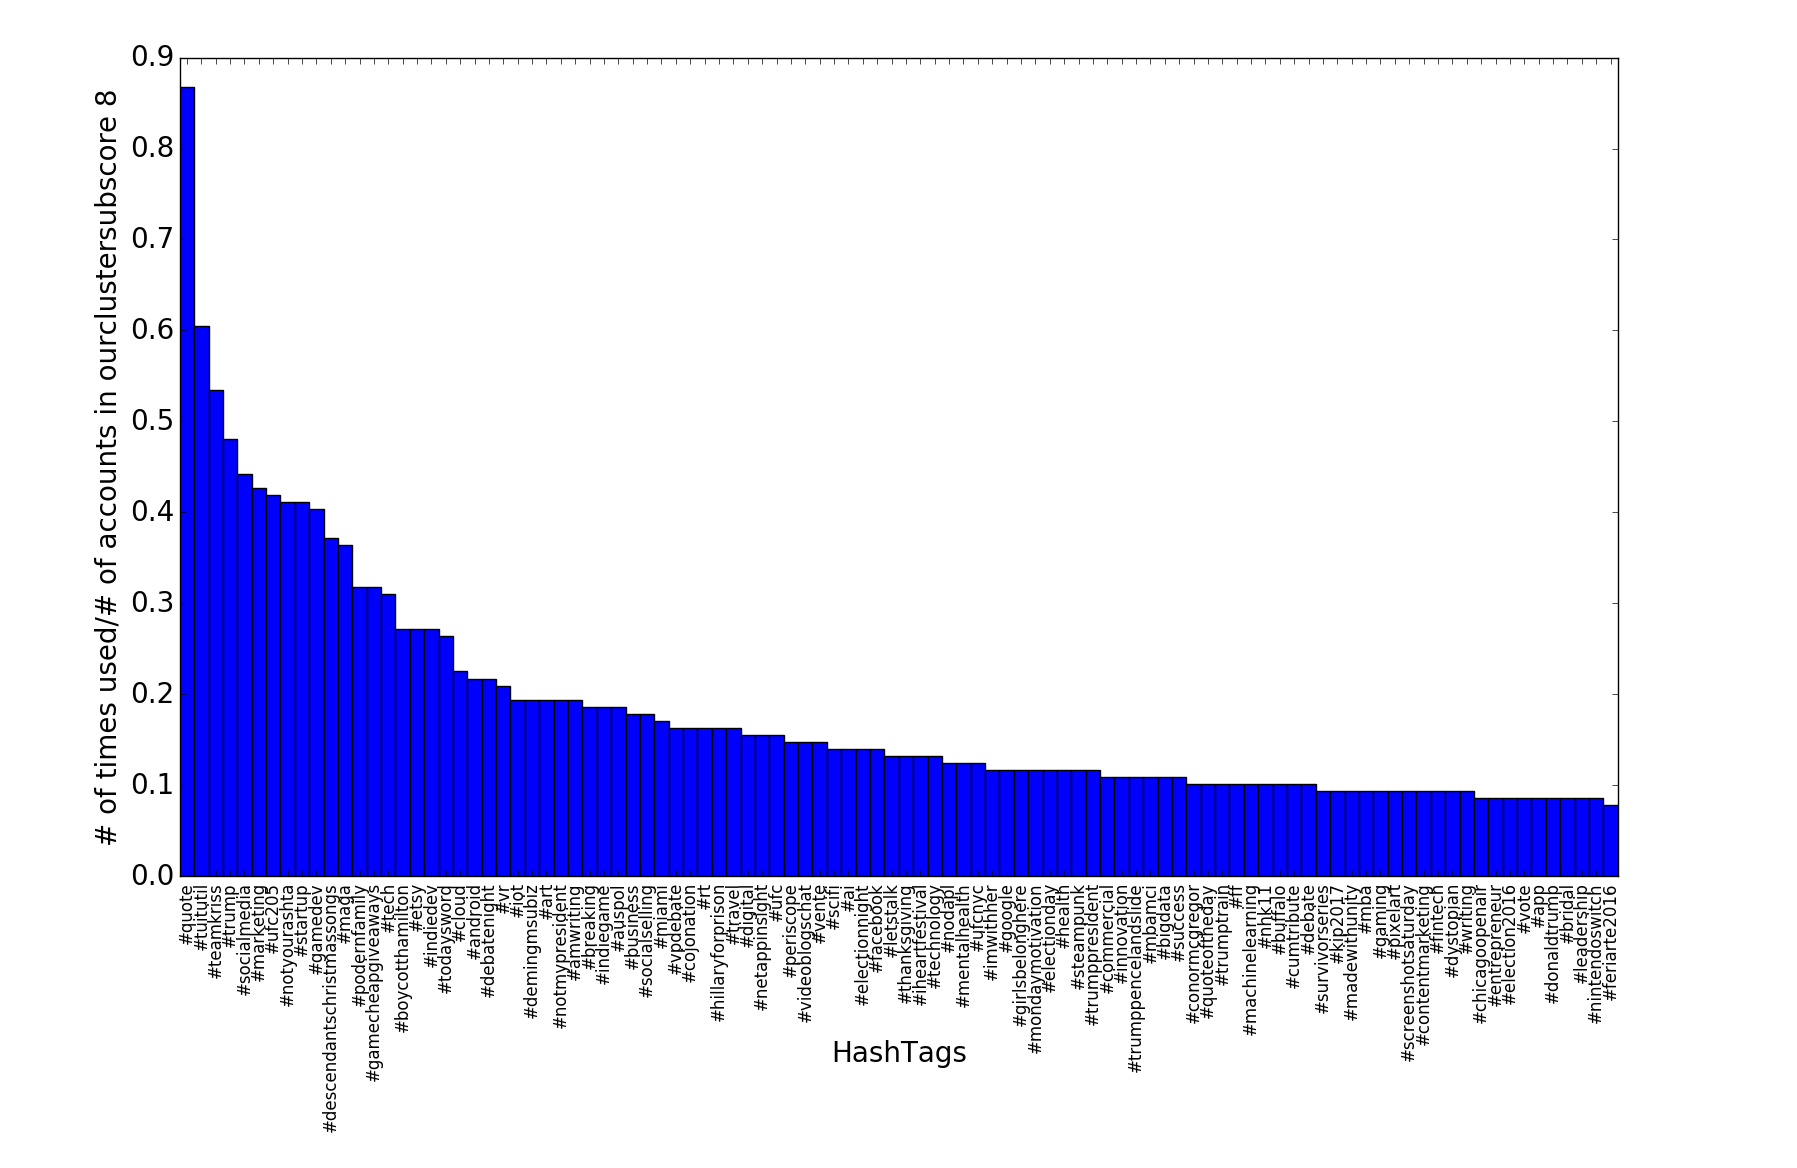 0.9
0.8
0.7
0.6
0.5
0.4
0.3
0.2
0.1
0.0
# of times used/# of accounts in ourclustersubscore 8
#quote
#tuitutil
#teamkriss
#trump
#socialmedia
#marketing
#ufc205
#notyourashta
#startup
#gamedev
#descendantschristmassongs
#maga
#podernfamily
#gamecheapgiveaways
#tech
#boycotthamilton
#etsy
#indiedev
#todaysword
#cloud
#android
#debatenight
#vr
#iot
#demingmsubiz
#art
#notmypresident
#amwriting
#breaking
#indiegame
#auspol
#business
#socialselling
#miami
#vpdebate
#cojonation
#rt
#hillaryforprison
#travel
#digital
#netappinsight
#ufc
#periscope
#videoblogschat
#vente
#scifi
#ai
#electionnight
#facebook
#letstalk
#thanksgiving
#iheartfestival
#technology
#nodapl
#mentalhealth
#ufcnyc
#imwithher
#google
#girlsbelonghere
#mondaymotivation
#electionday
#health
#steampunk
#trumppresident
#commercial
#innovation
#trumppencelandslide
#mbamci
#bigdata
#success
#conormcgregor
#quoteoftheday
#trumptrain
#ff
#machinelearning
#nhk11
#buffalo
#cumtribute
#debate
#survivorseries
#kip2017
#madewithunity
#mba
#gaming
#pixelart
#screenshotsaturday
#contentmarketing
#fintech
#dystopian
#writing
#chicagoopenair
#entrepreneur
#election2016
#vote
#app
#donaldtrump
#bridal
#leadership
#nintendoswitch
#feriarte2016
HashTags